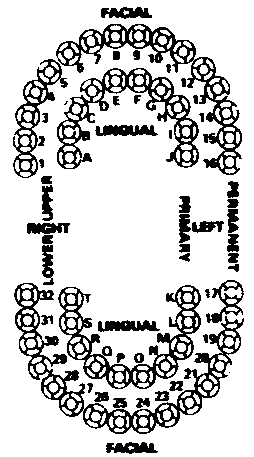 FACIAL
7 8 9 10
6 11
5 12
4 13
3 14
2 15
1 16
E F
D G
C H
B I
A J
LINGUAL
UPPER
RIGHT
LOWER
PRIMARY
LEFT
PERMANENT
32 T K 17
31 S L 18
LINGUAL
30 R M 19
Q P O N
29 20
28 21
27 22
26 25 24 23
FACIAL